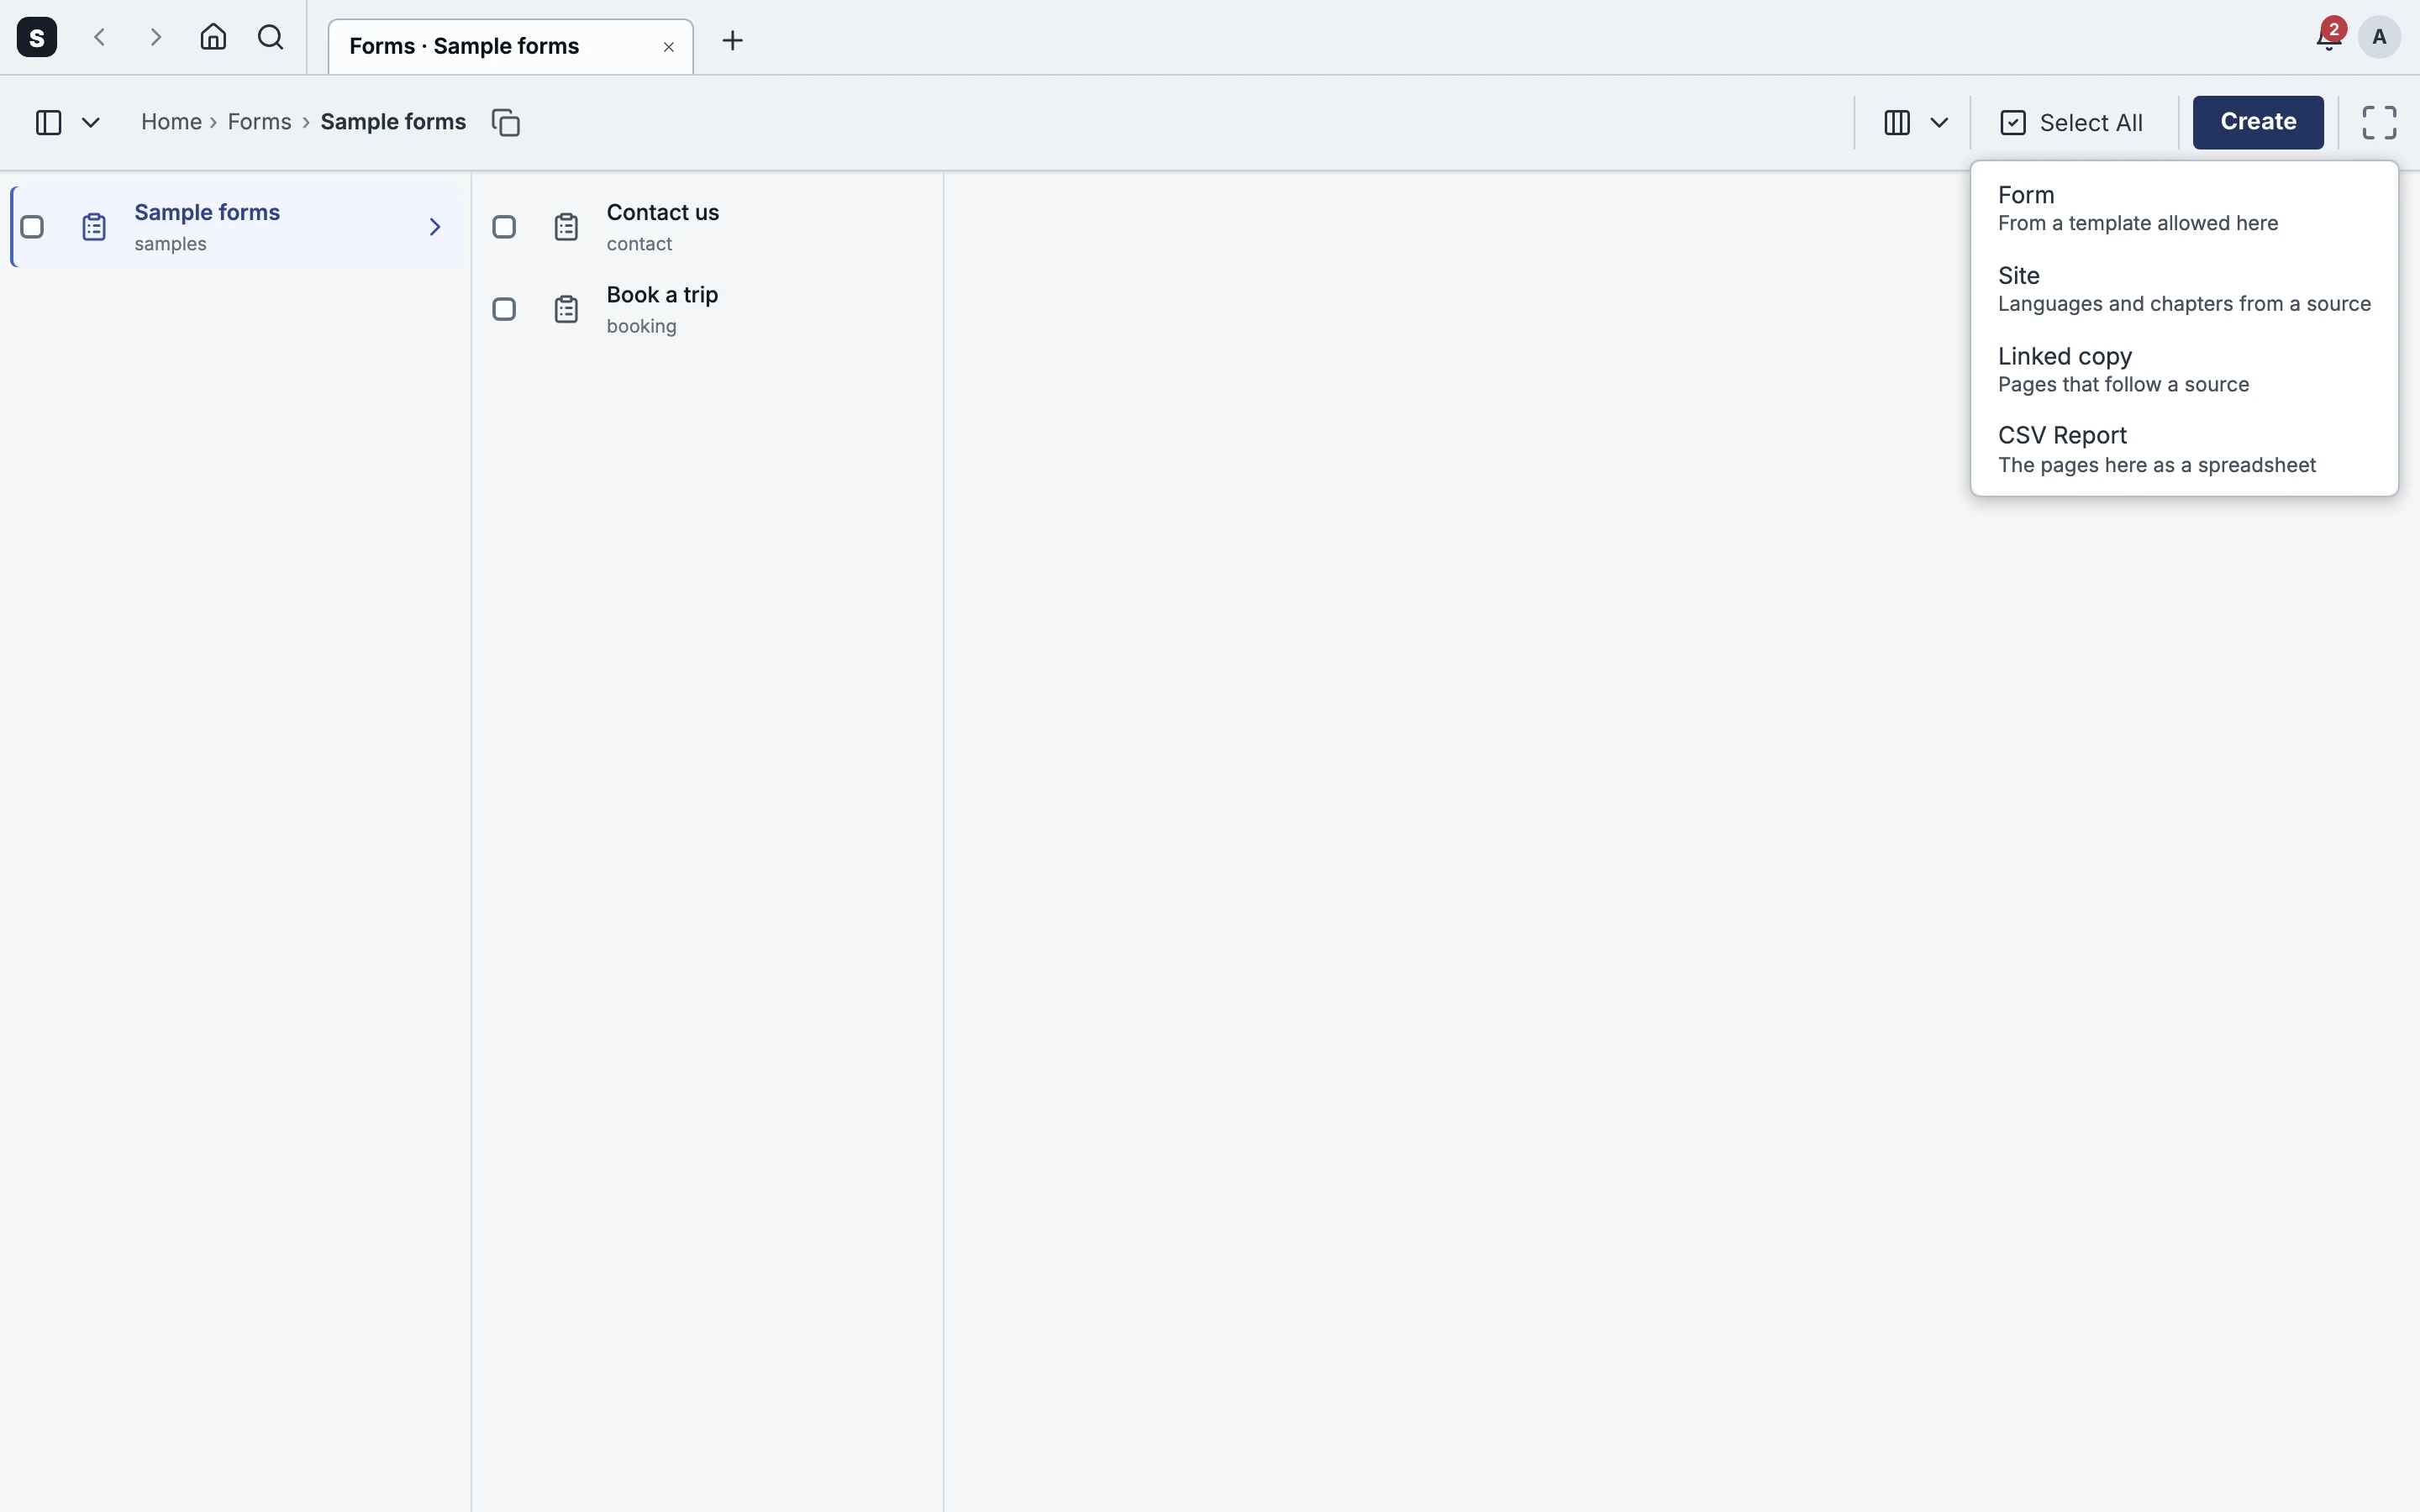 S
Forms · Sample forms
2
A
Home › Forms › Sample forms
Select All
Create
Sample forms
samples
Contact us
contact
Book a trip
booking
Form
From a template allowed here
Site
Languages and chapters from a source
Linked copy
Pages that follow a source
CSV Report
The pages here as a spreadsheet